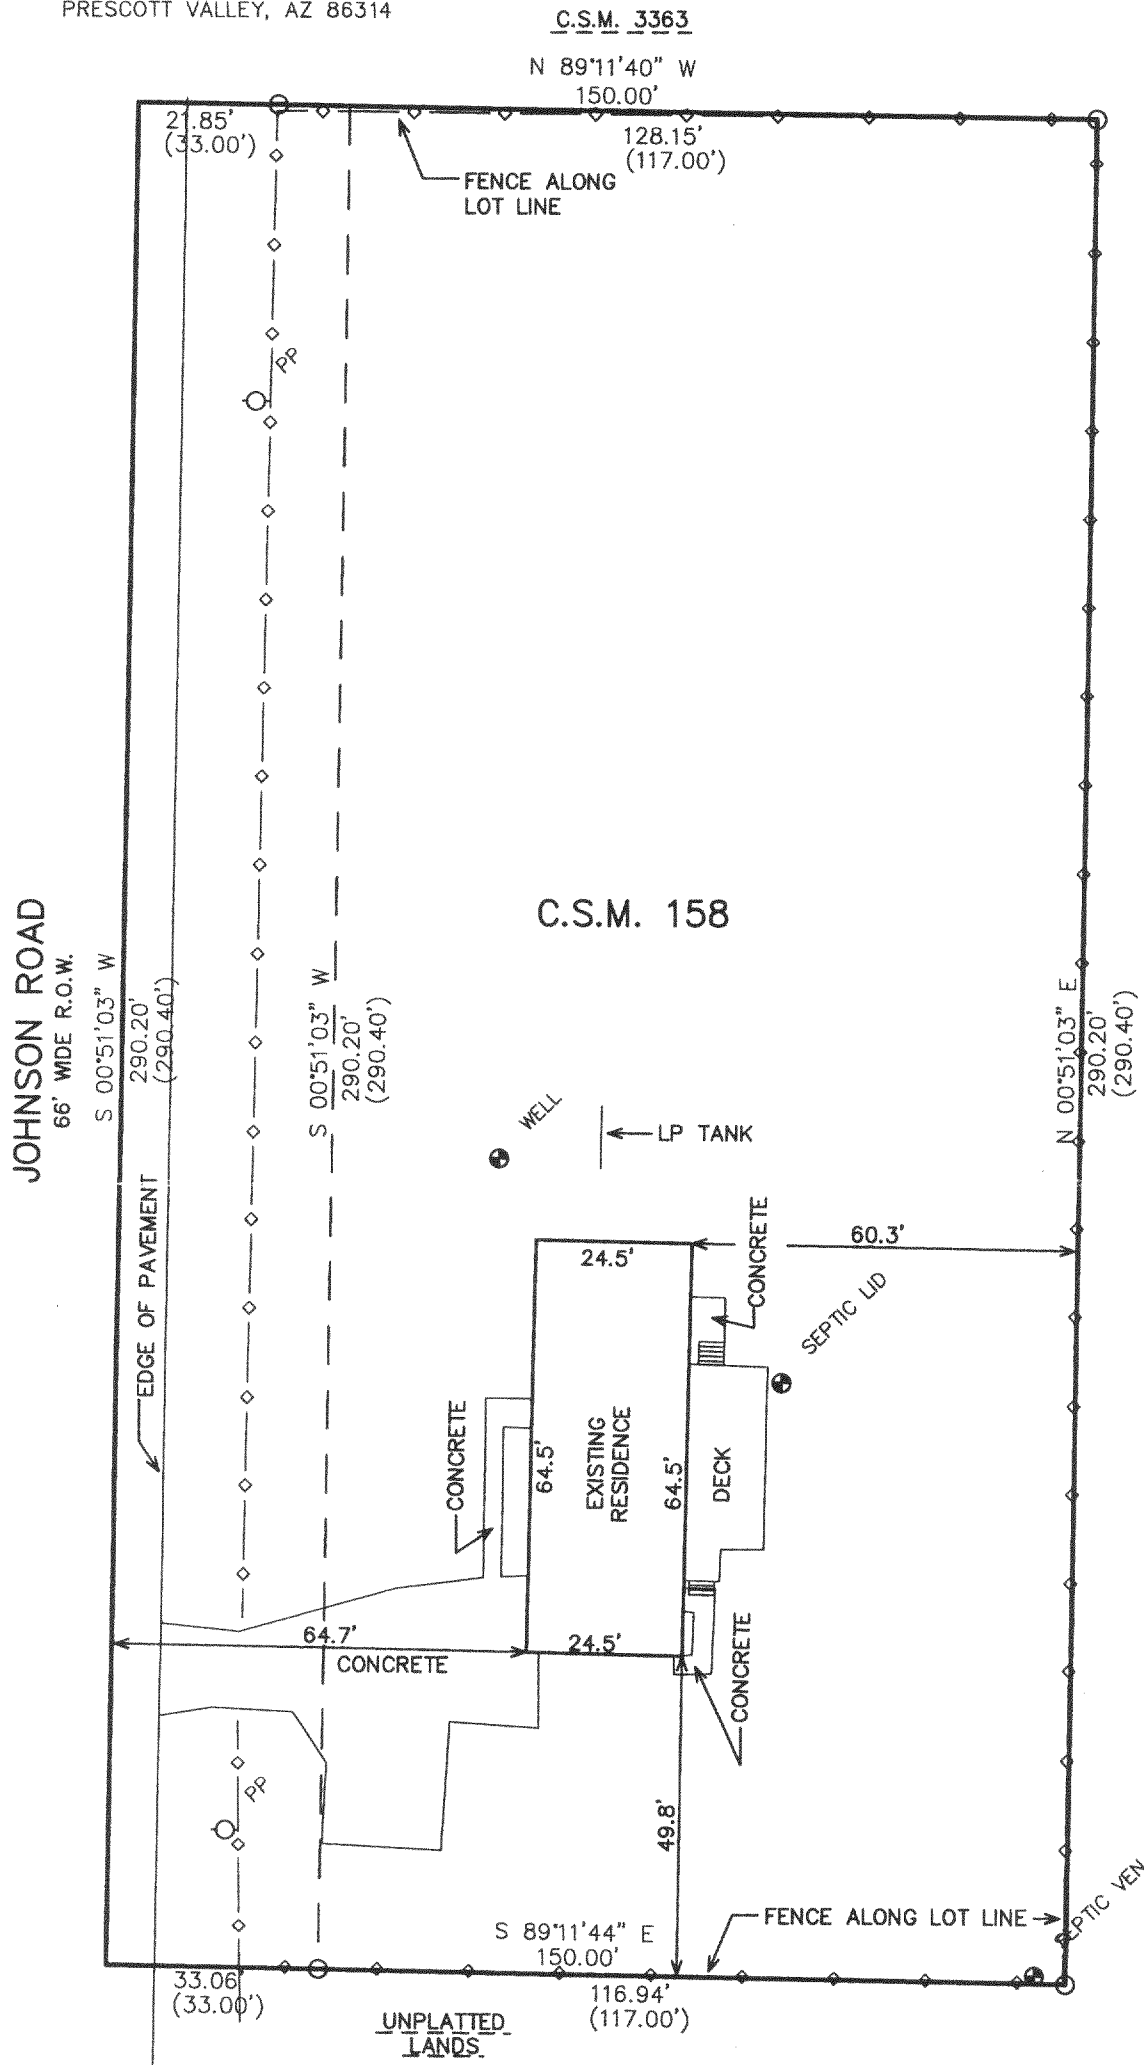 PRESCOTT VALLEY, AZ 86314
C.S.M. 3363
N 89°11'40" W
150.00'
21.85'
(33.00')
128.15'
(117.00')
FENCE ALONG
LOT LINE
PP
C.S.M. 158
JOHNSON ROAD
66' WIDE R.O.W.
S 00°51'03" W
290.20'
(290.40')
S 00°51'03" W
290.20'
(290.40')
N 00°51'03" E
290.20'
(290.40')
WELL
LP TANK
EDGE OF PAVEMENT
24.5'
CONCRETE
60.3'
SEPTIC LID
CONCRETE
64.5'
EXISTING
RESIDENCE
64.5'
DECK
64.7'
CONCRETE
24.5'
CONCRETE
PP
49.8'
FENCE ALONG LOT LINE
SEPTIC VEN
S 89°11'44" E
150.00'
33.06'
(33.00')
116.94'
(117.00')
UNPLATTED
LANDS